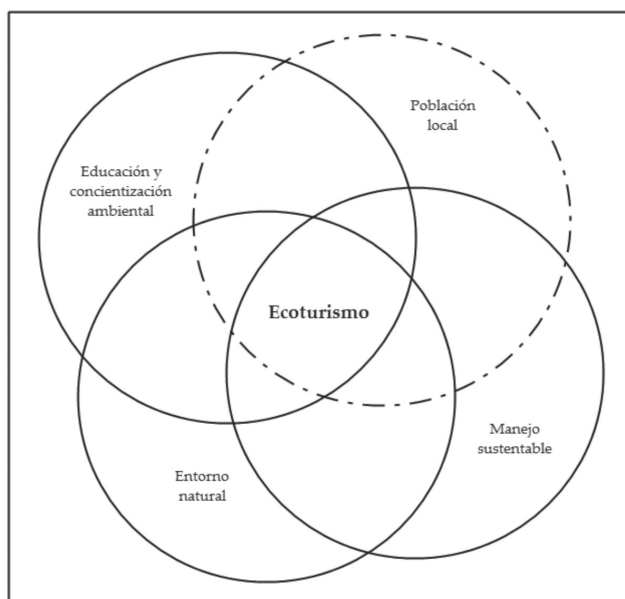 Población
local
Educación y
concientización
ambiental
Ecoturismo
Manejo
sustentable
Entorno
natural